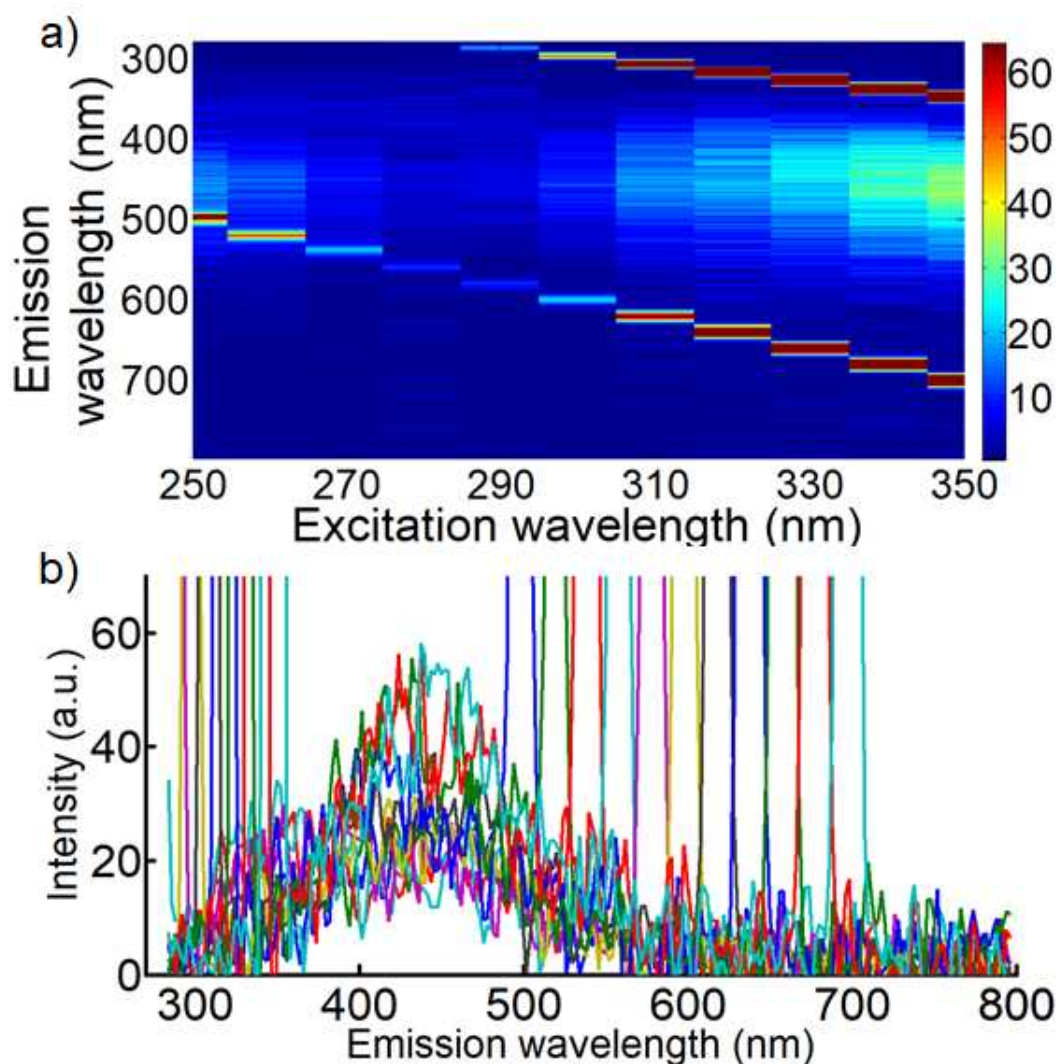 a)
Emission
wavelength (nm)
300
400
500
600
700
250 270 290 310 330 350
Excitation wavelength (nm)
60
50
40
30
20
10
b)
Intensity (a.u.)
60
40
20
0
300 400 500 600 700 800
Emission wavelength (nm)